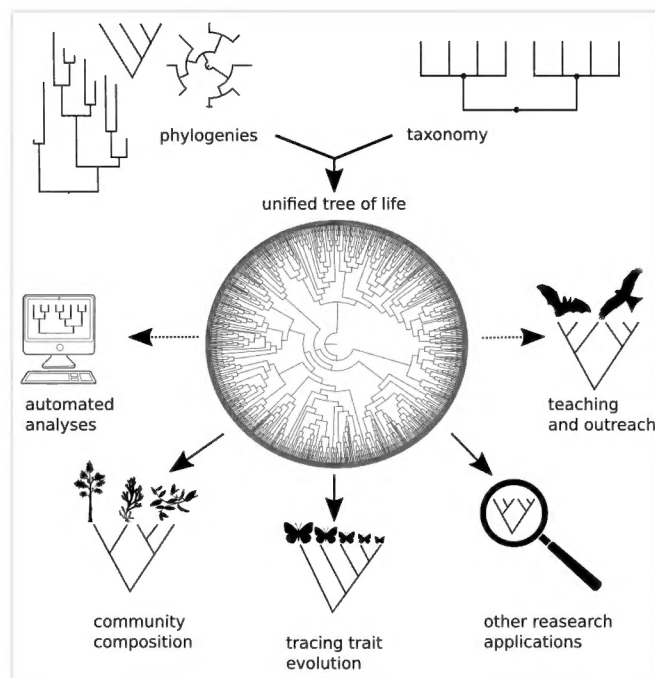 phylogenies
taxonomy
unified tree of life
automated
analyses
teaching
and outreach
community
composition
tracing trait
evolution
other reasearch
applications